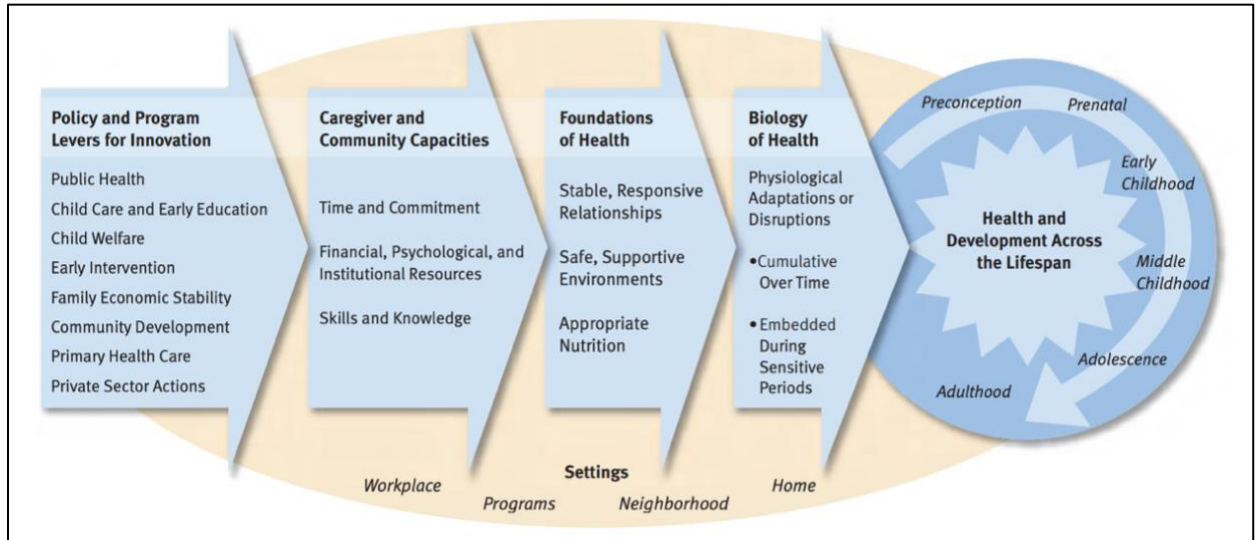 Policy and Program
Levers for Innovation
Public Health
Child Care and Early Education
Child Welfare
Early Intervention
Family Economic Stability
Community Development
Primary Health Care
Private Sector Actions
Caregiver and
Community Capacities
Time and Commitment
Financial, Psychological, and
Institutional Resources
Skills and Knowledge
Foundations
of Health
Stable, Responsive
Relationships
Safe, Supportive
Environments
Appropriate
Nutrition
Biology
of Health
Physiological
Adaptations or
Disruptions
•Cumulative
Over Time
•Embedded
During
Sensitive
Periods
Preconception
Prenatal
Early
Childhood
Middle
Childhood
Adolescence
Adulthood
Health and
Development Across
the Lifespan
Settings
Workplace
Programs
Neighborhood
Home